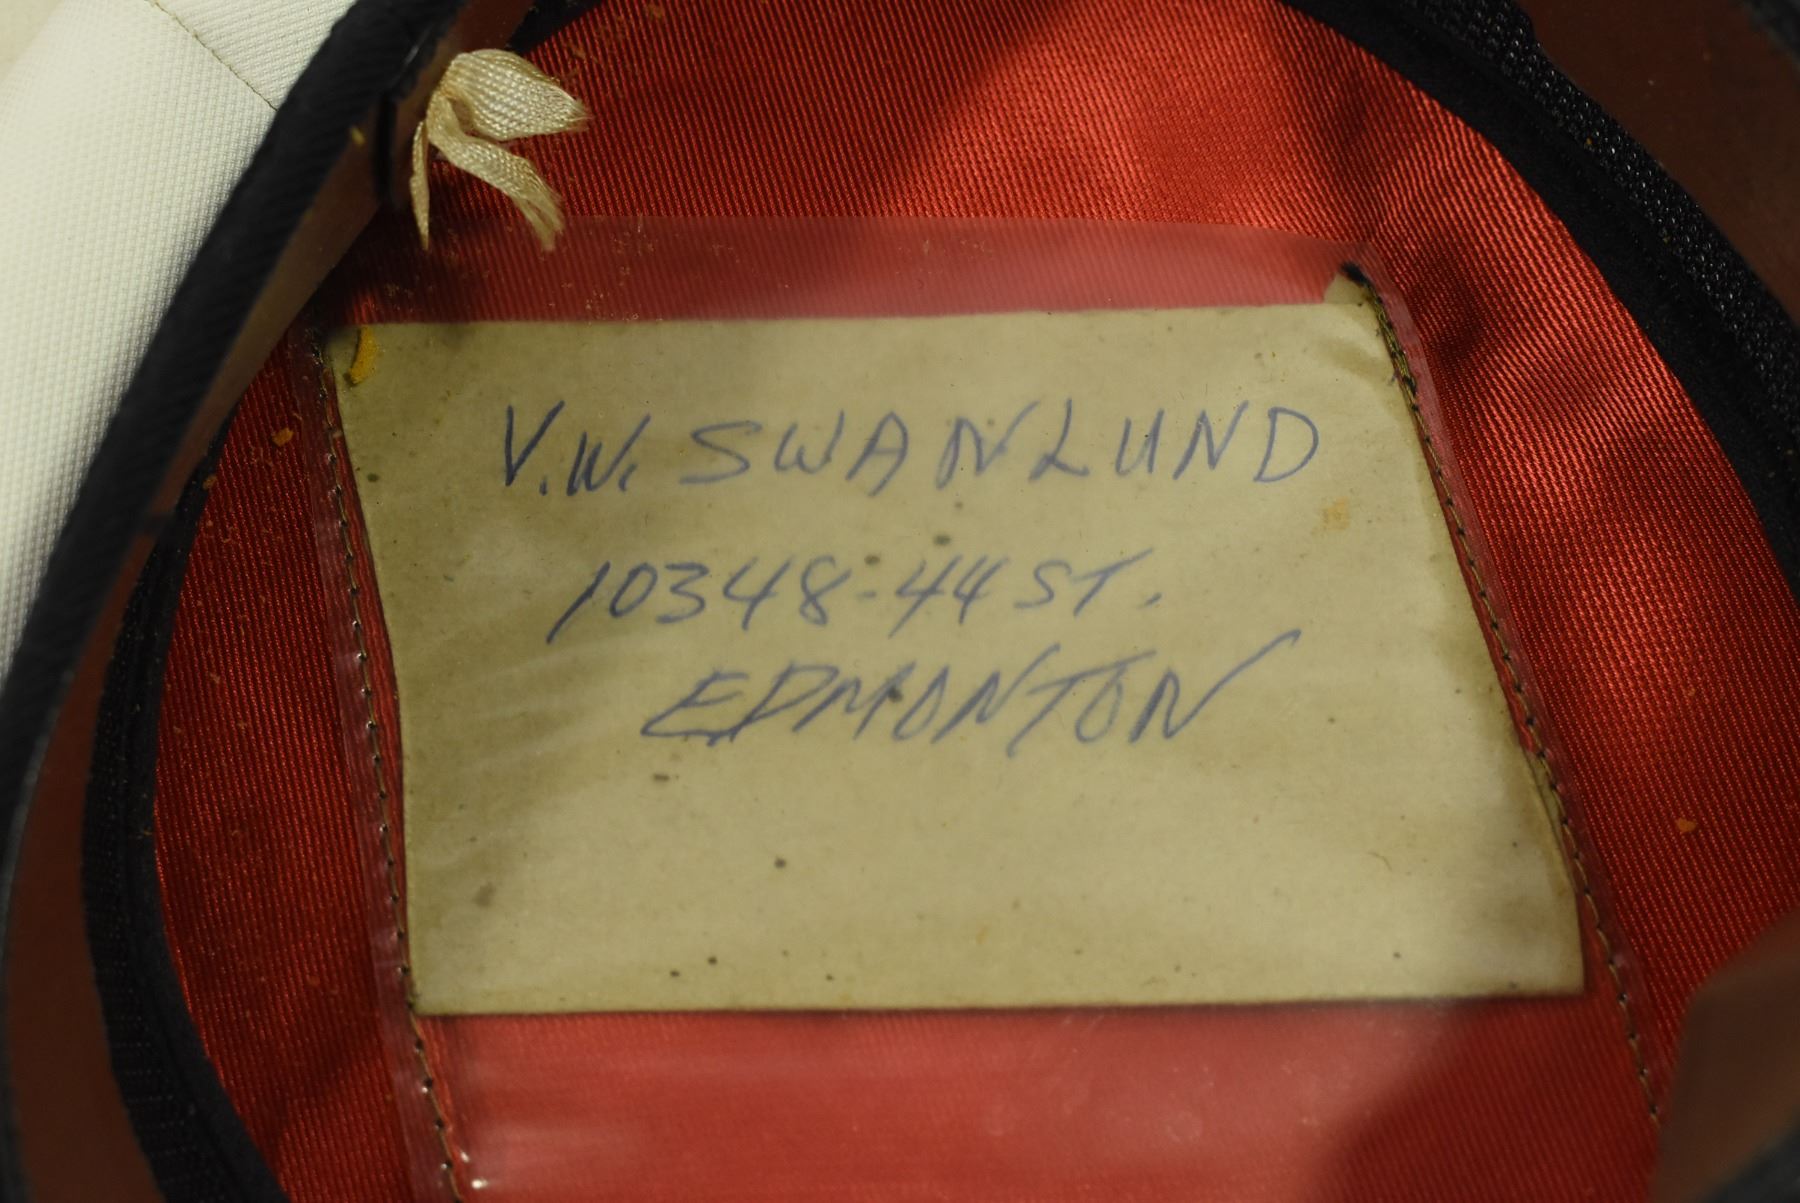 V.W. SWANLUND
10348-44 ST.
EDMONTON